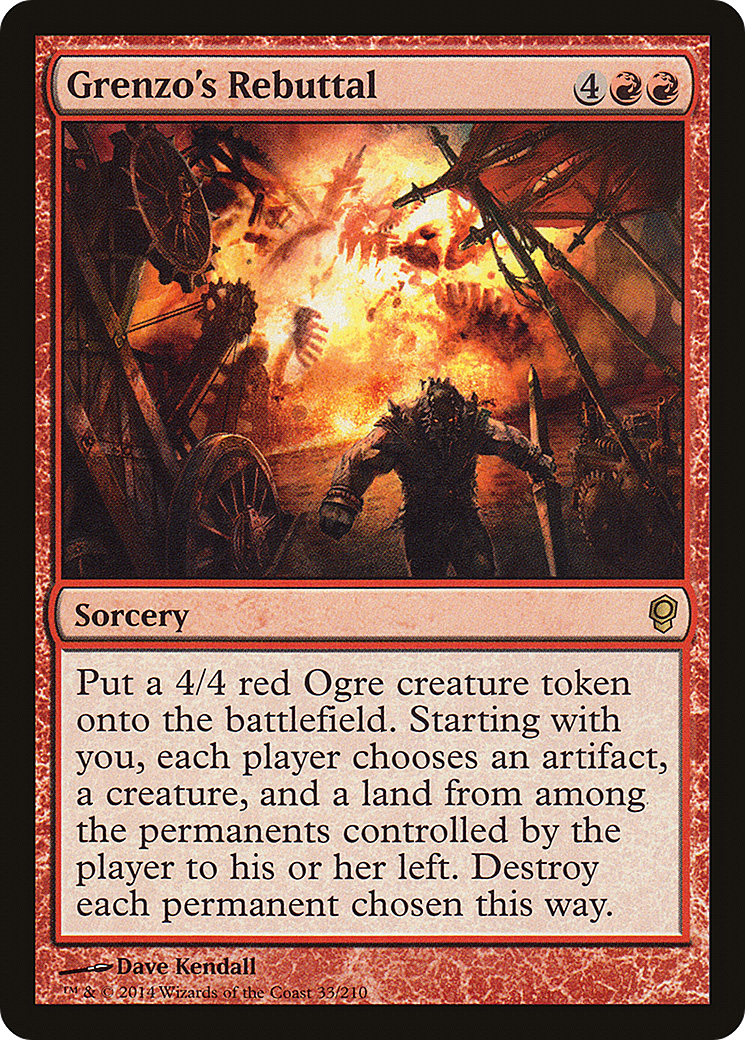 Grenzo's Rebuttal 4
Sorcery
Put a 4/4 red Ogre creature token
onto the battlefield. Starting with
you, each player chooses an artifact,
a creature, and a land from among
the permanents controlled by the
player to his or her left. Destroy
each permanent chosen this way.
Dave Kendall
™ & © 2014 Wizards of the Coast 33/210